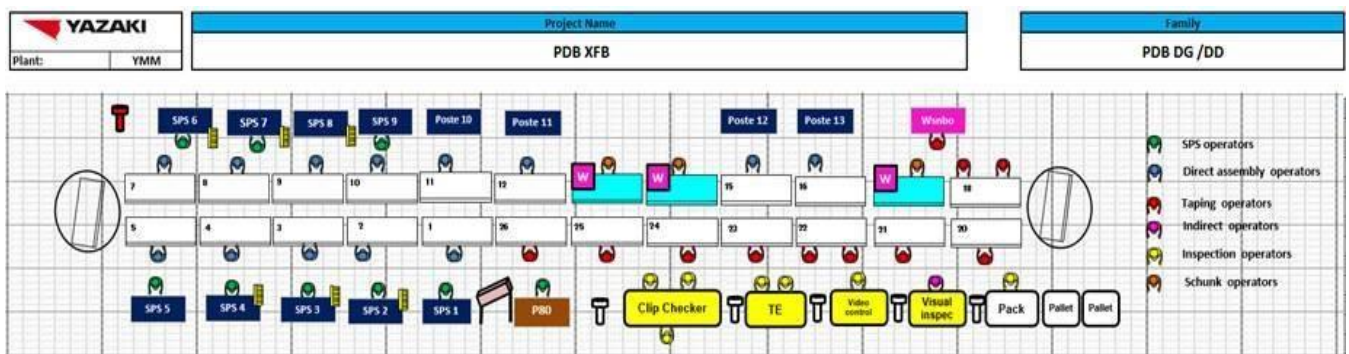 YAZAKI
Plant: YMM
Project Name
PDB XFB
Family
PDB DG /DD
SPS 6
SPS 7
SPS 8
SPS 9
Poste 10
Poste 11
Poste 12
Poste 13
Wsnbo
SPS operators
Direct assembly operators
Taping operators
Indirect operators
Inspection operators
Schunk operators
7
8
9
10
11
12
W
W
15
16
W
18
5
4
3
2
1
26
25
24
23
22
21
20
SPS 5
SPS 4
SPS 3
SPS 2
SPS 1
P80
Clip Checker
TE
Video
control
Visual
inspec
Pack
Pallet
Pallet